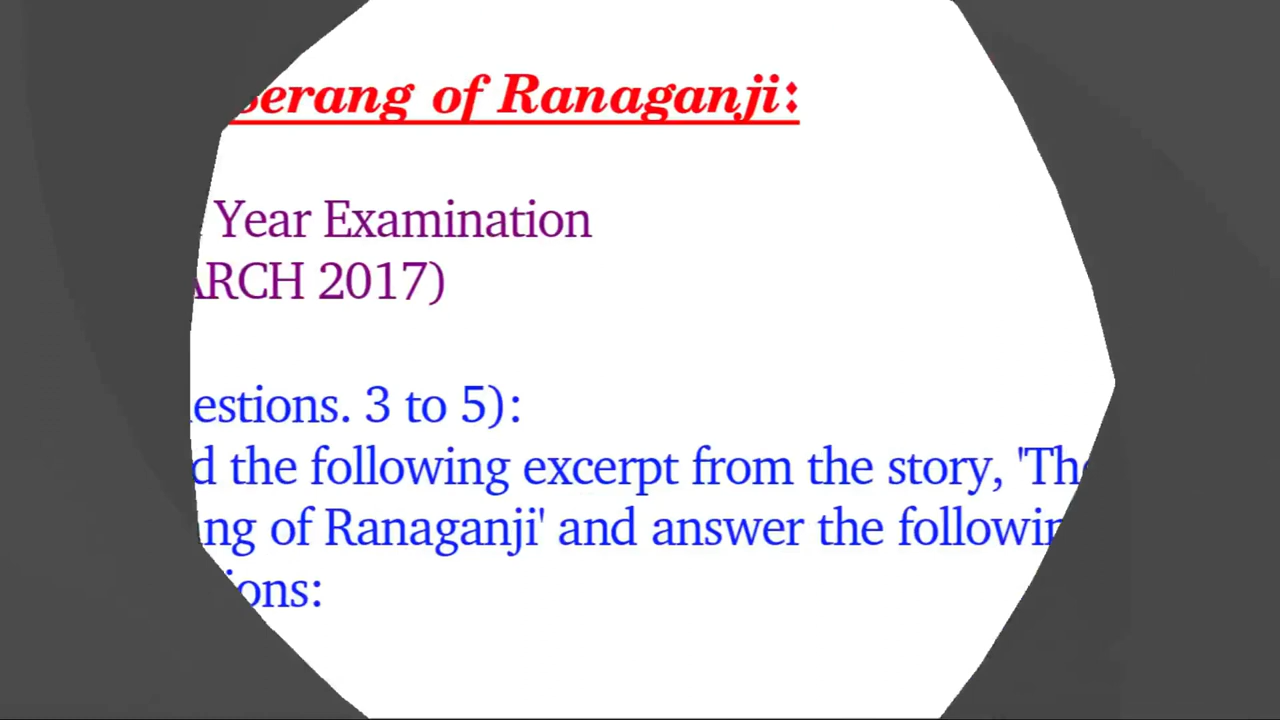 Serang of Ranaganji:
Year Examination
ARCH 2017)
estions. 3 to 5):
d the following excerpt from the story, 'The
ng of Ranaganji' and answer the followin
ions: